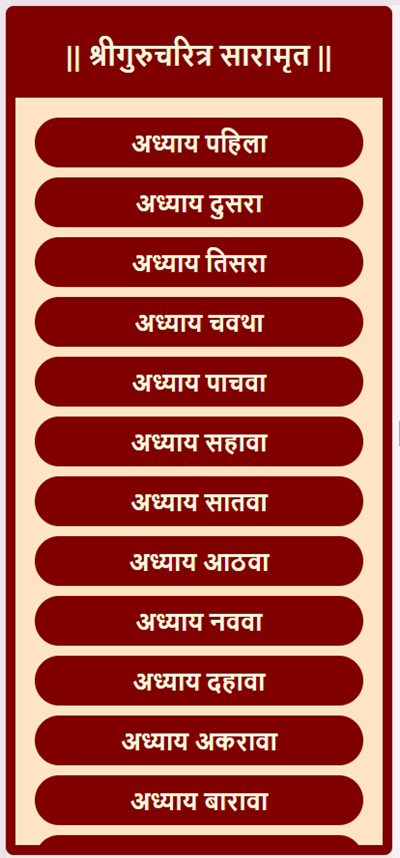 || श्रीगुरुचरित्र सारामृत ||
अध्याय पहिला
अध्याय दुसरा
अध्याय तिसरा
अध्याय चवथा
अध्याय पाचवा
अध्याय सहावा
अध्याय सातवा
अध्याय आठवा
अध्याय नववा
अध्याय दहावा
अध्याय अकरावा
अध्याय बारावा